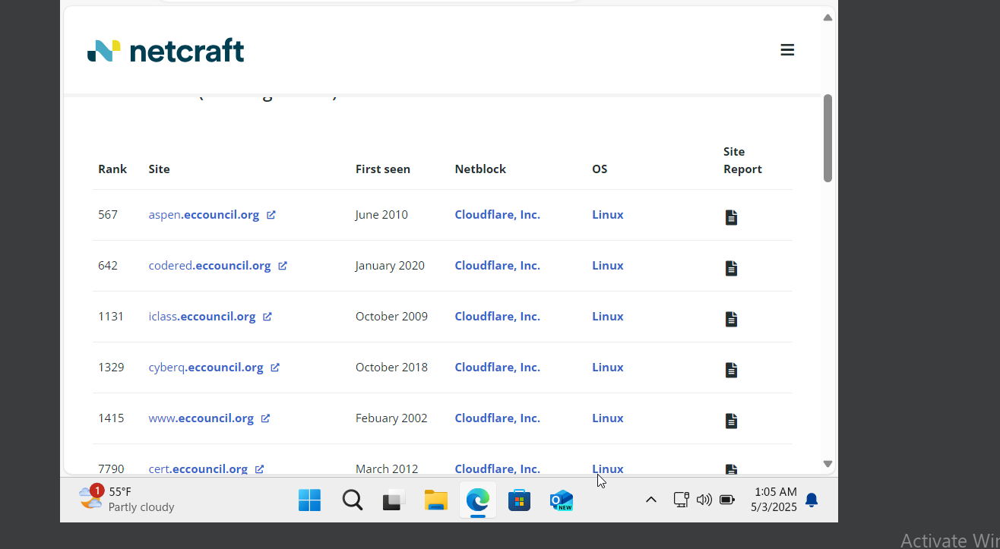 netcraft
Site
Rank Site First seen Netblock OS Report
567 aspen.eccouncil.org June 2010 Cloudflare, Inc. Linux
642 codered.eccouncil.org January 2020 Cloudflare, Inc. Linux
1131 iclass.eccouncil.org October 2009 Cloudflare, Inc. Linux
1329 cyberq.eccouncil.org October 2018 Cloudflare, Inc. Linux
1415 www.eccouncil.org Febuary 2002 Cloudflare, Inc. Linux
7790 cert.eccouncil.org March 2012 Cloudflare, Inc. Linux
1 55°F
Partly cloudy
NEW
1:05 AM
5/3/2025
Activate